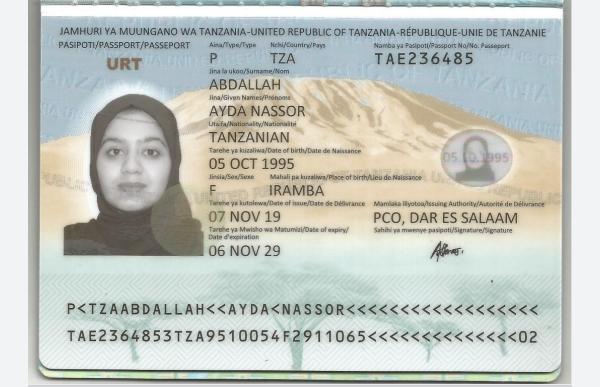 JAMHURI YA MUUNGANO WA TANZANIA-UNITED REPUBLIC OF TANZANIA-RÉPUBLIQUE-UNIE DE TANZANIE
PASIPOTI/PASSPORT/PASSEPORT Aina/Type/Type Nchi/Country/Pays Namba ya Pasipoti/Passport No/No. Passeport
URT P TZA TAE236485
Jina la ukoo/Surname/Nom
ABDALLAH
Jina/Given Names/Prénoms
AYDA NASSOR
Utaifa/Nationality/Nationalité
TANZANIAN
Tarehe ya kuzaliwa/Date of birth/Date de Naissance
05 OCT 1995
05.10.1995
Jinsia/Sex/Sexe Mahali pa kuzaliwa/Place of birth/Lieu de Naissance
F IRAMBA
Tarehe ya kutolewa/Date of issue/Date de Délivrance Mamlaka Iliyotoa/Issuing Authority/Autorité de Délivrance
07 NOV 19 PCO, DAR ES SALAAM
Tarehe ya Mwisho wa Matumizi/Date of expiry/ Sahihi ya mwenye pasipoti/Signature/Signature
Date d'expiration
06 NOV 29
P<TZAABDALLAH<<AYDA<NASSOR<<<<<<<<<<<<<<<<<<
TAE2364853TZA9510054F2911065<<<<<<<<<<<<<<02